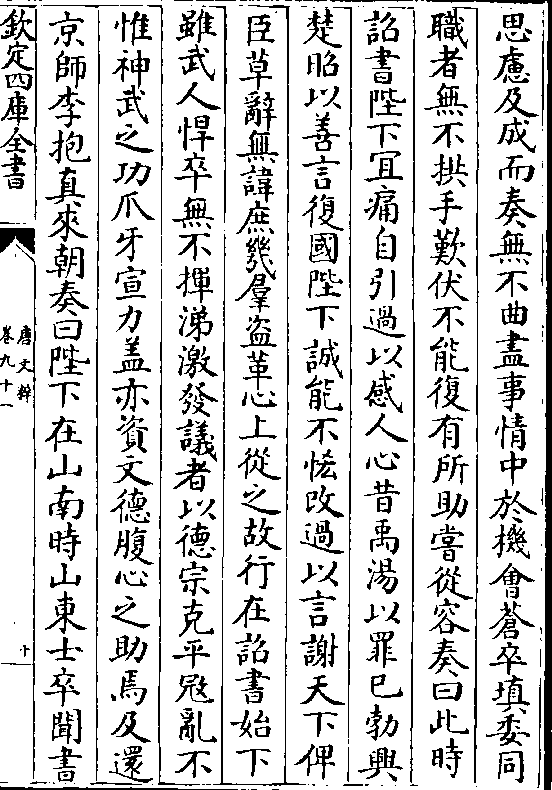 思慮及成而奏無不曲盡事情中於機會蒼卒填委同
職者無不拱手歎伏不能復有所助嘗從容奏曰此時
詔書陛下宜痛自引過以感人心昔禹湯以罪已勃興
楚昭以善言復國陛下誠能不恡改過以言謝天下俾
臣草辭無諱庶幾羣盗革心上從之故行在詔書始下
雖武人悍卒無不揮涕激發議者以德宗克平冦亂不
惟神武之功爪牙宣力盖亦資文德腹心之助焉及還
京師李抱真來朝奏曰陛下在山南時山東士卒聞書
欽定四庫全書
唐文粹
卷九十一
十